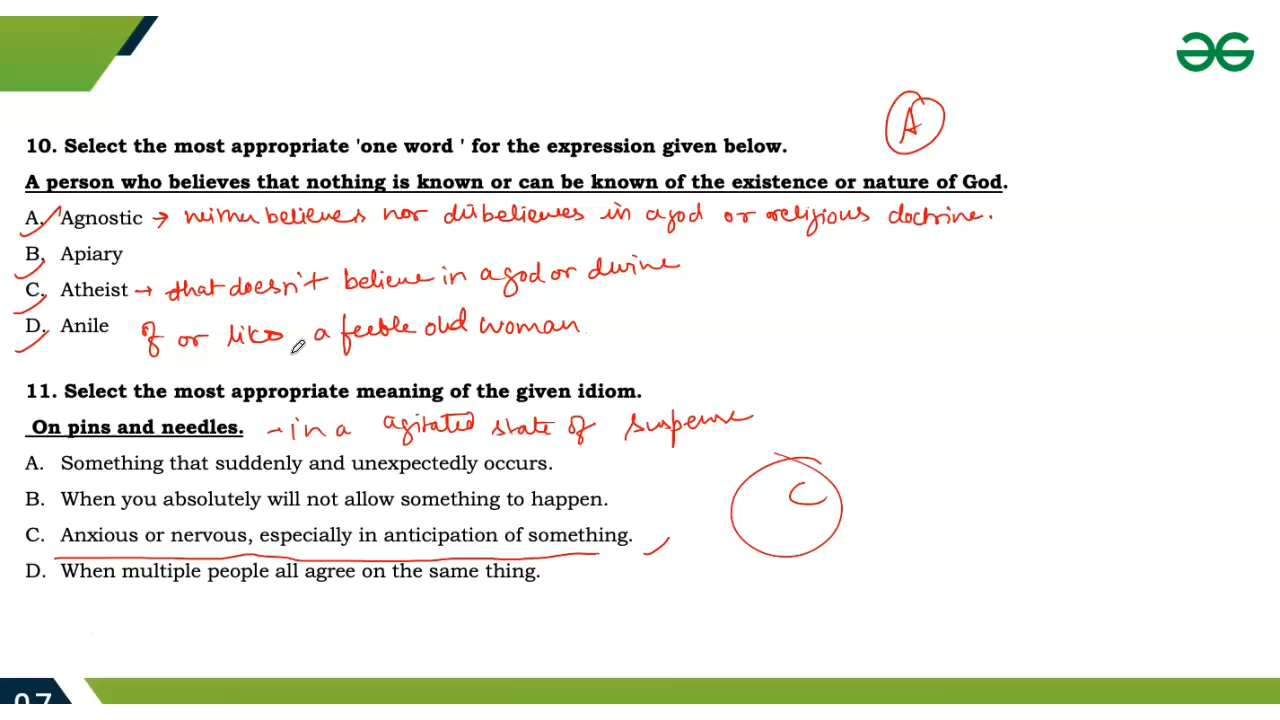 A
10. Select the most appropriate 'one word ' for the expression given below.
A person who believes that nothing is known or can be known of the existence or nature of God.
A. Agnostic → neither believes nor disbelieves in a god or religious doctrine.
B. Apiary
C. Atheist → that doesn't believe in a god or divine
D. Anile of or like a feeble old woman
11. Select the most appropriate meaning of the given idiom.
On pins and needles. - in a agitated state of suspense
A. Something that suddenly and unexpectedly occurs.
B. When you absolutely will not allow something to happen.
C
C. Anxious or nervous, especially in anticipation of something.
D. When multiple people all agree on the same thing.
07